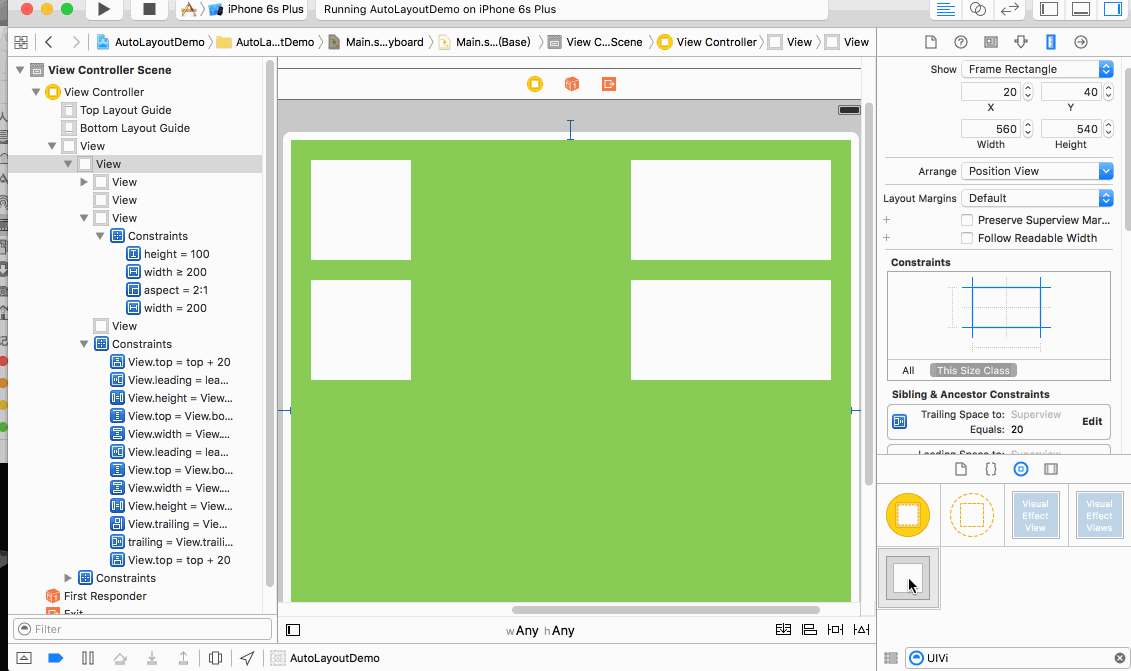 iPhone 6s Plus
Running AutoLayoutDemo on iPhone 6s Plus
AutoLayoutDemo
AutoLa...tDemo
Main.s...yboard
Main.s...(Base)
View C...Scene
View Controller
View
View
View Controller Scene
View Controller
Top Layout Guide
Bottom Layout Guide
View
View
View
View
View
Constraints
height = 100
width ≥ 200
aspect = 2:1
width = 200
View
Constraints
View.top = top + 20
View.leading = lea...
View.height = View...
View.top = View.bo...
View.width = View....
View.leading = lea...
View.top = View.bo...
View.width = View....
View.height = View...
View.trailing = Vie...
trailing = View.traili...
View.top = top + 20
Constraints
First Responder
Exit
Filter
wAny hAny
AutoLayoutDemo
Show Frame Rectangle
20 40
X Y
560 540
Width Height
Arrange Position View
Layout Margins Default
Preserve Superview Mar...
Follow Readable Width
Constraints
All This Size Class
Sibling & Ancestor Constraints
Trailing Space to: Superview
Equals: 20
Edit
Leading Space to: Superview
Visual
Effect
View
Visual
Effect
Views
UIVi